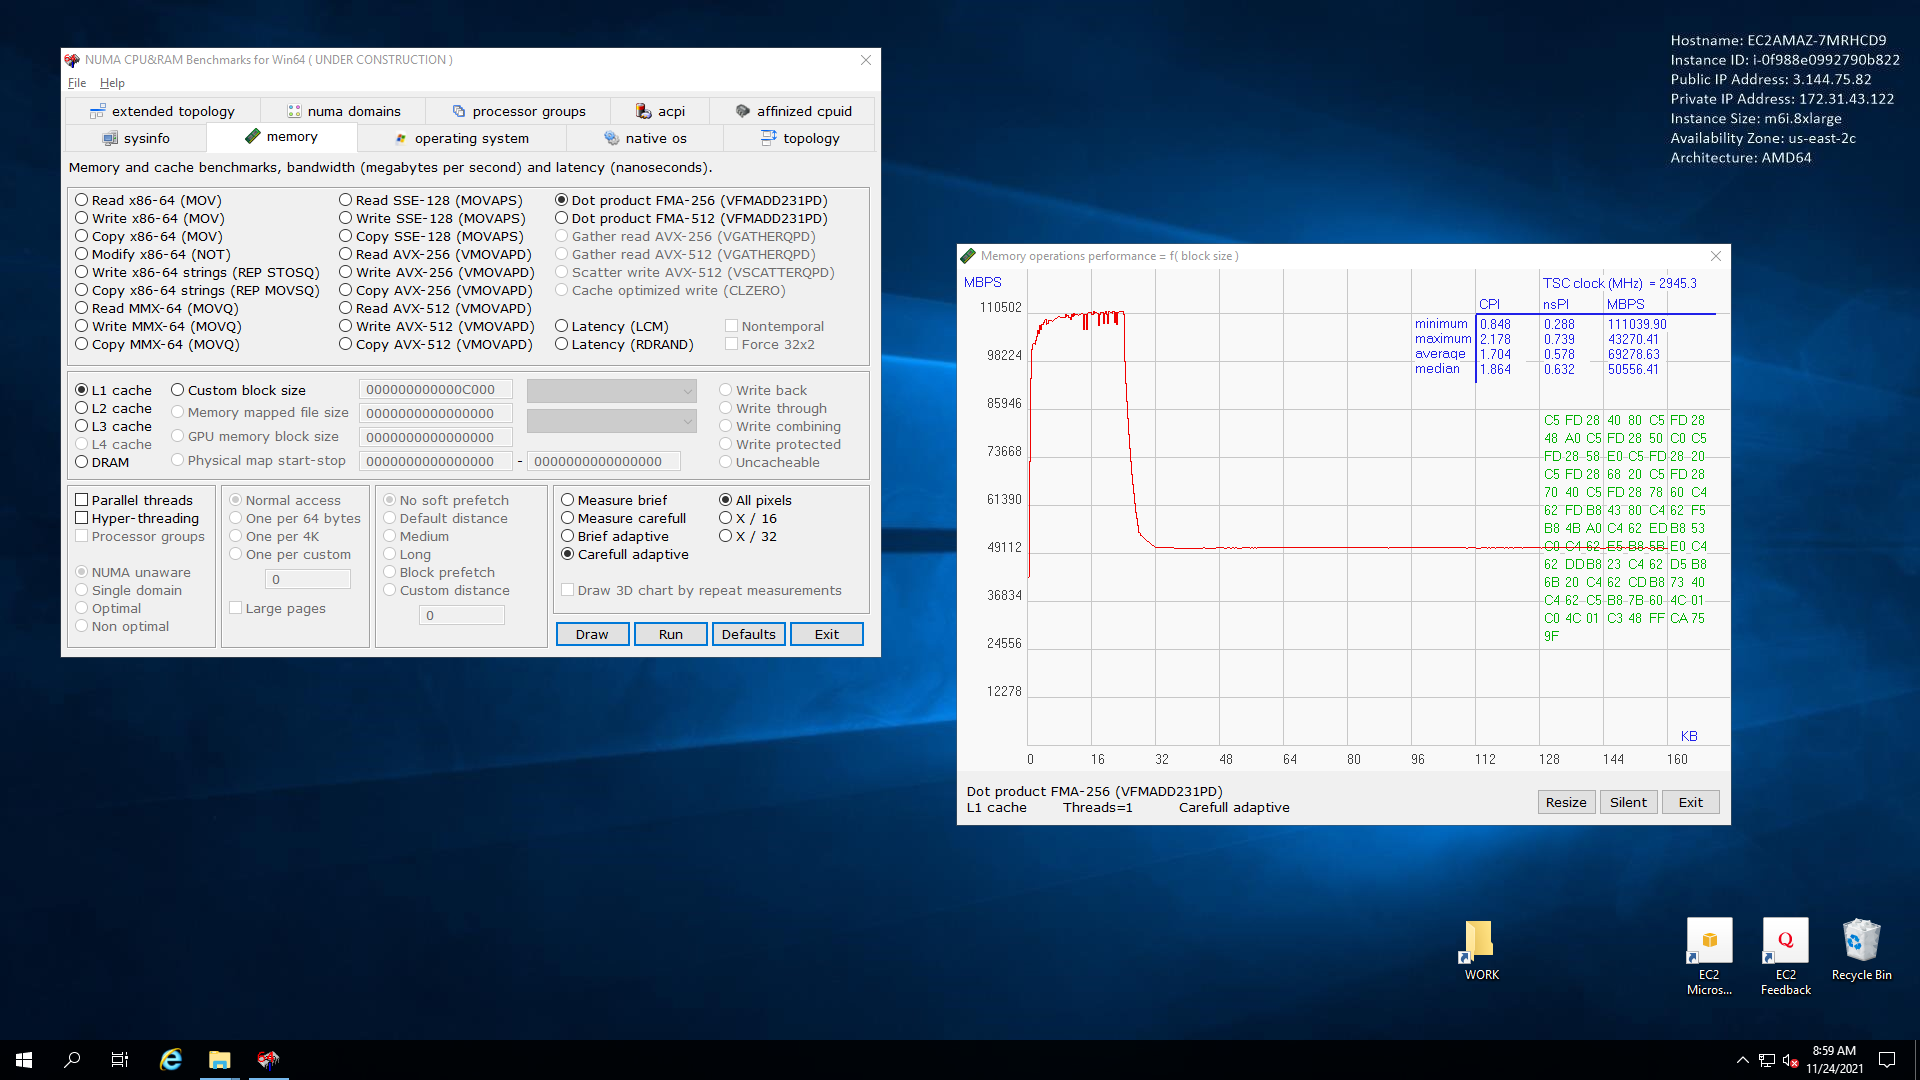 Hostname: EC2AMAZ-7MRHCD9
Instance ID: i-0f988e0992790b822
Public IP Address: 3.144.75.82
Private IP Address: 172.31.43.122
Instance Size: m6i.8xlarge
Availability Zone: us-east-2c
Architecture: AMD64
NUMA CPU&RAM Benchmarks for Win64 ( UNDER CONSTRUCTION )
File Help
extended topology numa domains processor groups acpi affinized cpuid
sysinfo memory operating system native os topology
Memory and cache benchmarks, bandwidth (megabytes per second) and latency (nanoseconds).
Read x86-64 (MOV) Read SSE-128 (MOVAPS) Dot product FMA-256 (VFMADD231PD)
Write x86-64 (MOV) Write SSE-128 (MOVAPS) Dot product FMA-512 (VFMADD231PD)
Copy x86-64 (MOV) Copy SSE-128 (MOVAPS) Gather read AVX-256 (VGATHERQPD)
Modify x86-64 (NOT) Read AVX-256 (VMOVAPD) Gather read AVX-512 (VGATHERQPD)
Write x86-64 strings (REP STOSQ) Write AVX-256 (VMOVAPD) Scatter write AVX-512 (VSCATTERQPD)
Copy x86-64 strings (REP MOVSQ) Copy AVX-256 (VMOVAPD) Cache optimized write (CLZERO)
Read MMX-64 (MOVQ) Read AVX-512 (VMOVAPD)
Write MMX-64 (MOVQ) Write AVX-512 (VMOVAPD) Latency (LCM) Nontemporal
Copy MMX-64 (MOVQ) Copy AVX-512 (VMOVAPD) Latency (RDRAND) Force 32x2
L1 cache Custom block size 000000000000C000 Write back
L2 cache Memory mapped file size 0000000000000000 Write through
L3 cache Write combining
L4 cache GPU memory block size 0000000000000000 Write protected
DRAM Physical map start-stop 0000000000000000 - 0000000000000000 Uncacheable
Parallel threads Normal access No soft prefetch Measure brief All pixels
Hyper-threading One per 64 bytes Default distance Measure carefull X / 16
Processor groups One per 4K Medium Brief adaptive X / 32
One per custom Long Carefull adaptive
NUMA unaware 0 Block prefetch
Single domain Custom distance Draw 3D chart by repeat measurements
Optimal Large pages 0
Non optimal
Draw Run Defaults Exit
Memory operations performance = f( block size )
MBPS TSC clock (MHz) = 2945.3
CPI nsPI MBPS
minimum 0.848 0.288 111039.90
maximum 2.178 0.739 43270.41
average 1.704 0.578 69278.63
median 1.864 0.632 50556.41
110502
98224
85946
73668
61390
49112
36834
24556
12278
C5 FD 28 40 80 C5 FD 28
48 A0 C5 FD 28 50 C0 C5
FD 28 58 E0 C5 FD 28 20
C5 FD 28 68 20 C5 FD 28
70 40 C5 FD 28 78 60 C4
62 FD B8 43 80 C4 62 F5
B8 4B A0 C4 62 ED B8 53
C0 C4 62 E5 B8 5B E0 C4
62 DD B8 23 C4 62 D5 B8
6B 20 C4 62 CD B8 73 40
C4 62 C5 B8 7B 60 4C 01
C0 4C 01 C3 48 FF CA 75
9F
KB
0 16 32 48 64 80 96 112 128 144 160
Dot product FMA-256 (VFMADD231PD)
L1 cache Threads=1 Carefull adaptive
Resize Silent Exit
WORK
EC2 Micros...
EC2 Feedback
Recycle Bin
8:59 AM
11/24/2021